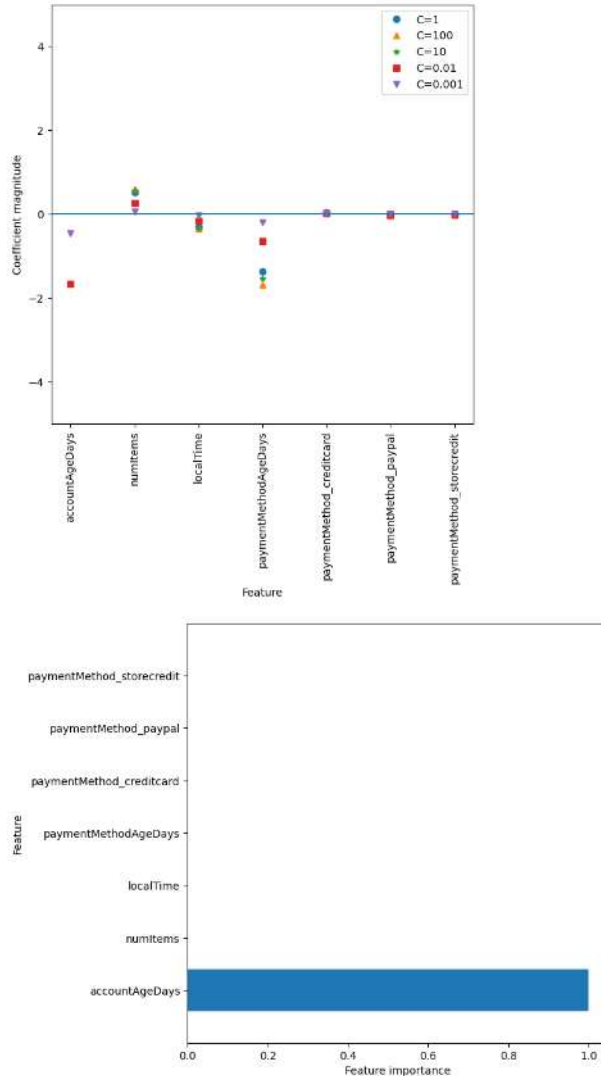 4
2
0
−2
−4
Coefficient magnitude
C=1
C=100
C=10
C=0.01
C=0.001
accountAgeDays
numItems
localTime
paymentMethodAgeDays
paymentMethod_creditcard
paymentMethod_paypal
paymentMethod_storecredit
Feature
Feature
paymentMethod_storecredit
paymentMethod_paypal
paymentMethod_creditcard
paymentMethodAgeDays
localTime
numItems
accountAgeDays
0.0 0.2 0.4 0.6 0.8 1.0
Feature importance